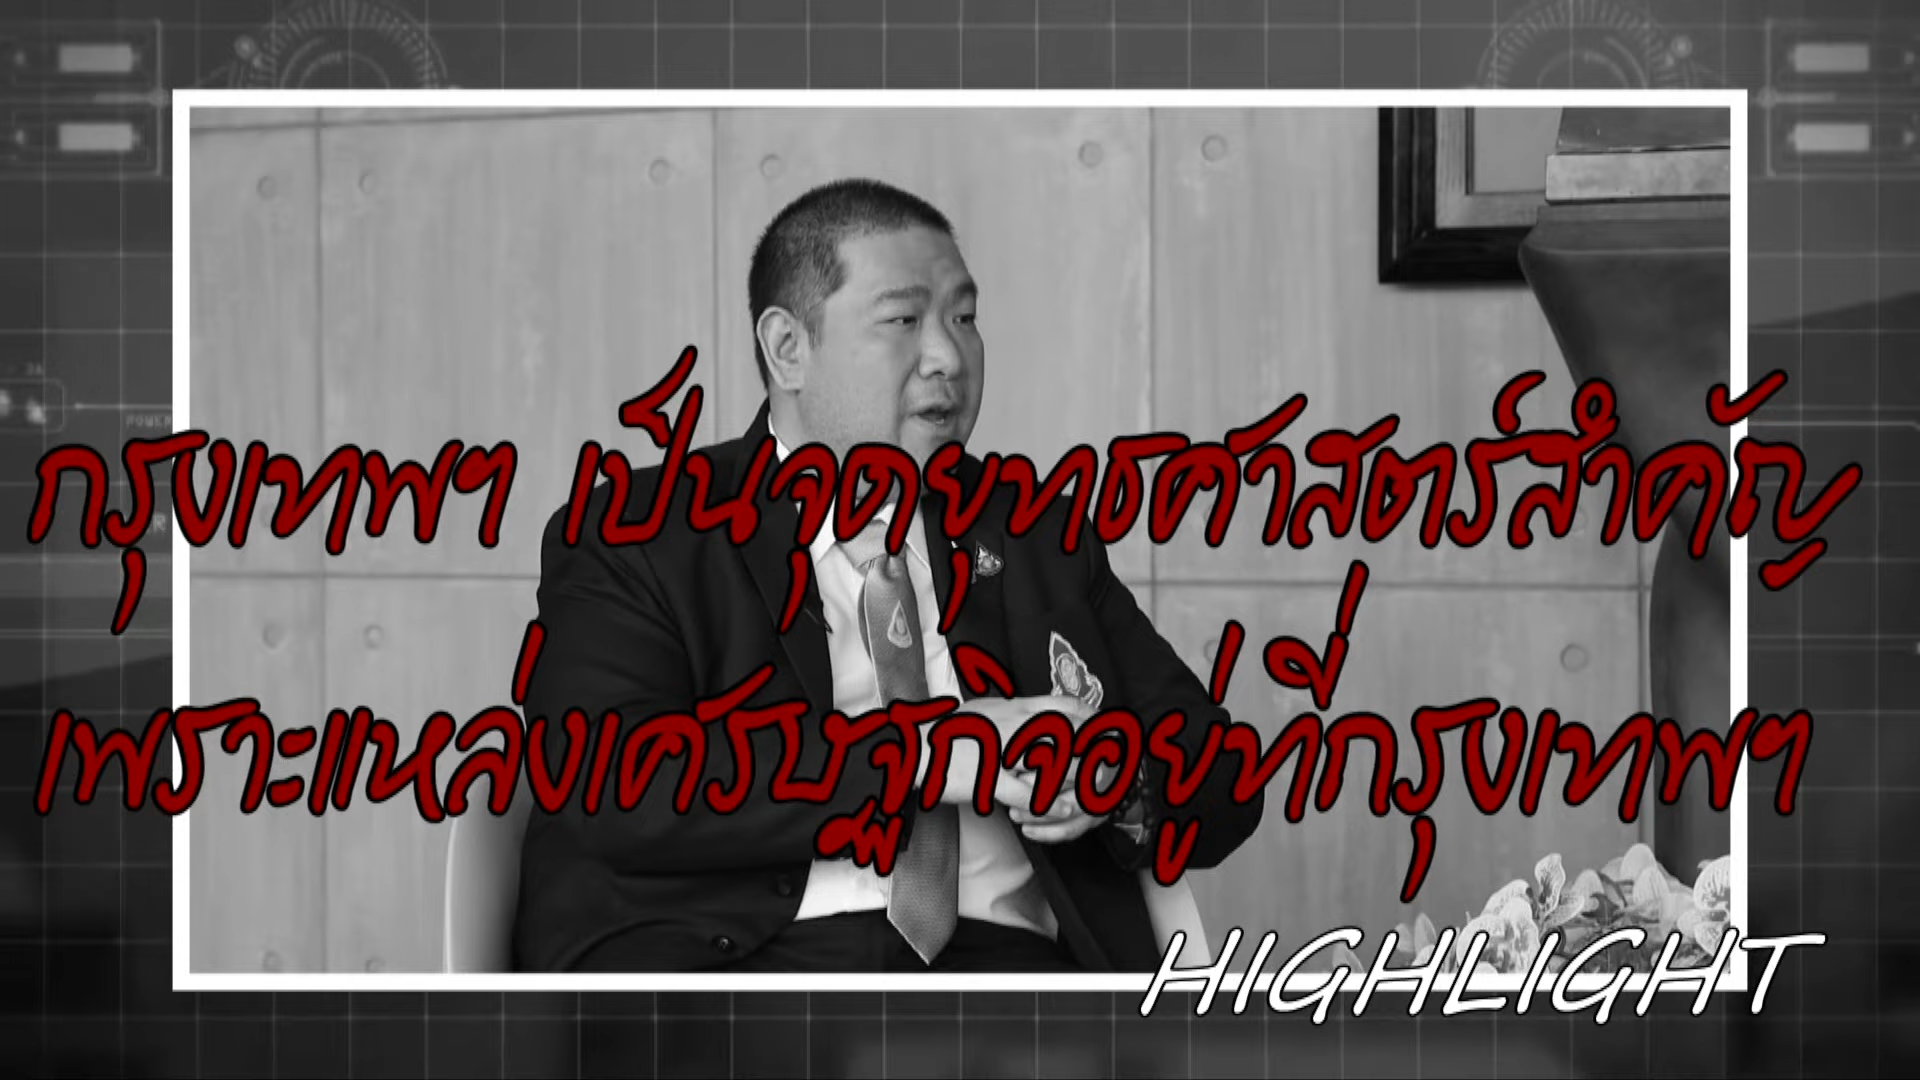 กรุงเทพฯ เป็นจุดยุทธศาสตร์สำคัญ
เพราะแหล่งเศรษฐกิจอยู่ที่กรุงเทพฯ
HIGHLIGHT